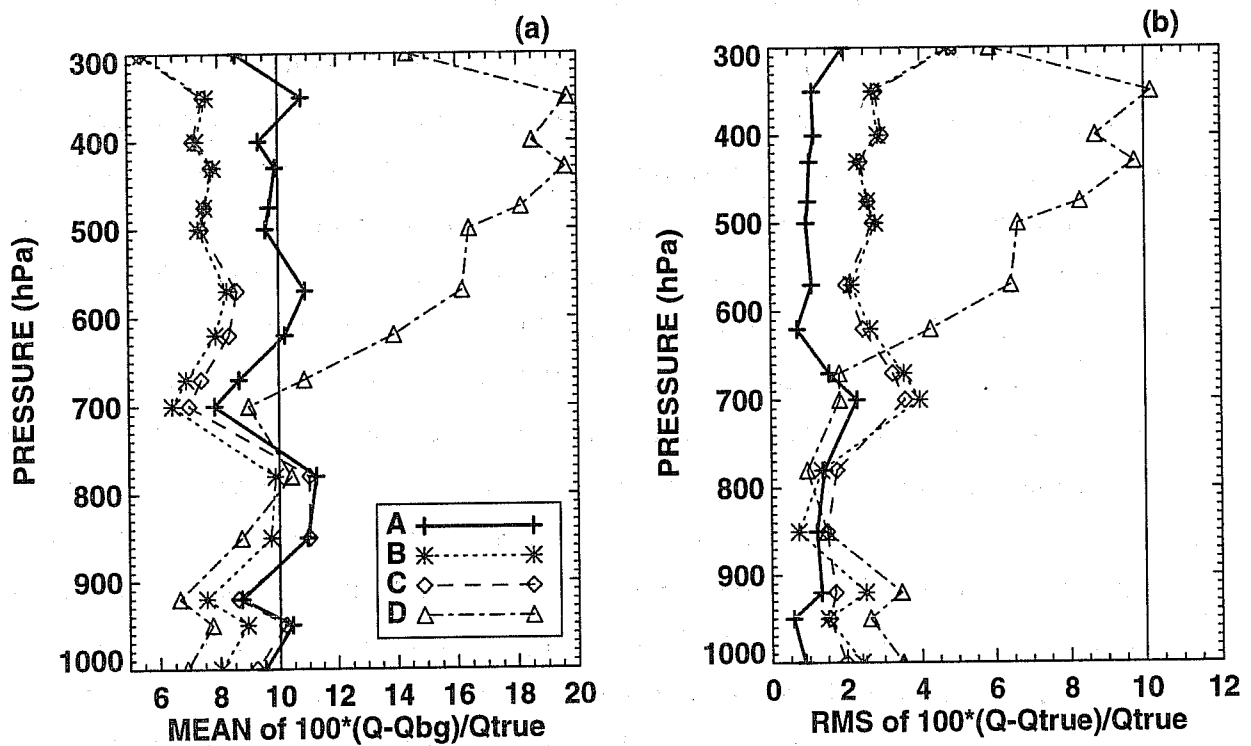 (a)
300
400
500
600
700
800
900
1000
PRESSURE (hPa)
A
B
C
D
6 8 10 12 14 16 18 20
MEAN of 100*(Q-Qbg)/Qtrue
(b)
300
400
500
600
700
800
900
1000
PRESSURE (hPa)
0 2 4 6 8 10 12
RMS of 100*(Q-Qtrue)/Qtrue